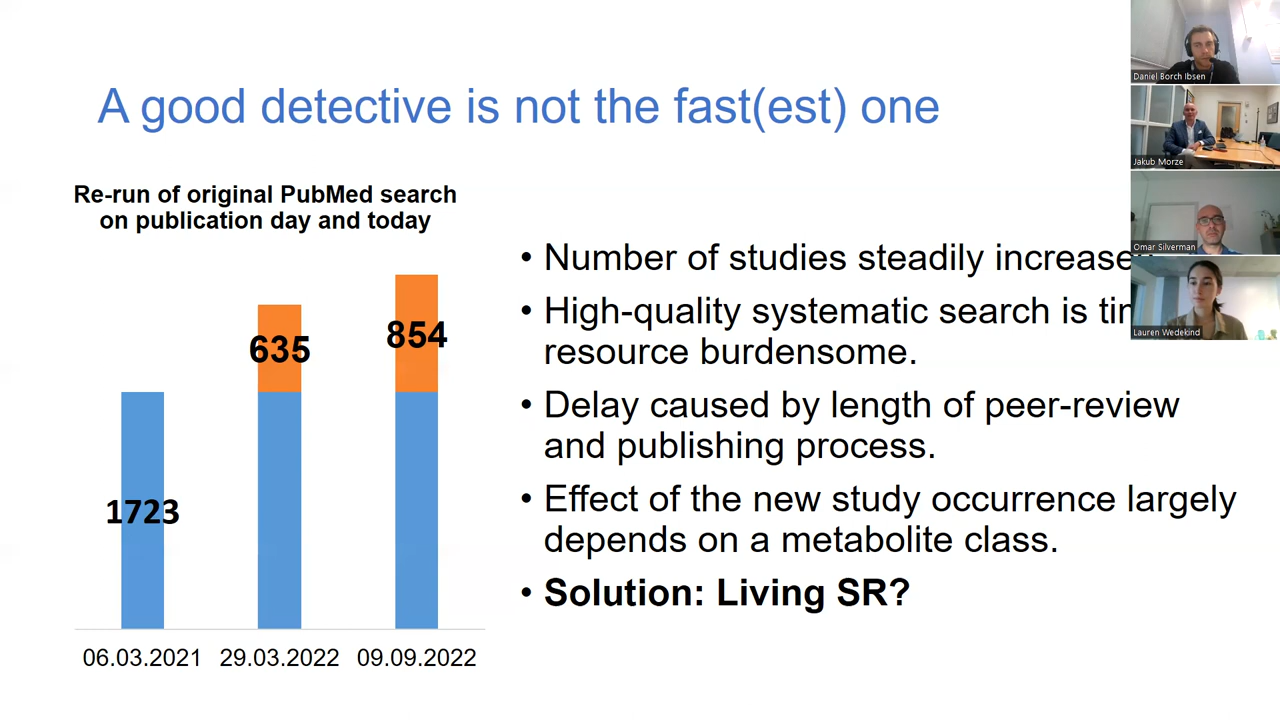 A good detective is not the fast(est) one
Re-run of original PubMed search
on publication day and today
1723
635
854
06.03.2021
29.03.2022
09.09.2022
• Number of studies steadily
• High-quality systematic search is
resource burdensome.
• Delay caused by length of peer-review
and publishing process.
• Effect of the new study occurrence largely
depends on a metabolite class.
• Solution: Living SR?
Daniel Borch Ibsen
Jakub Morze
Omar Silverman
Lauren Wedekind